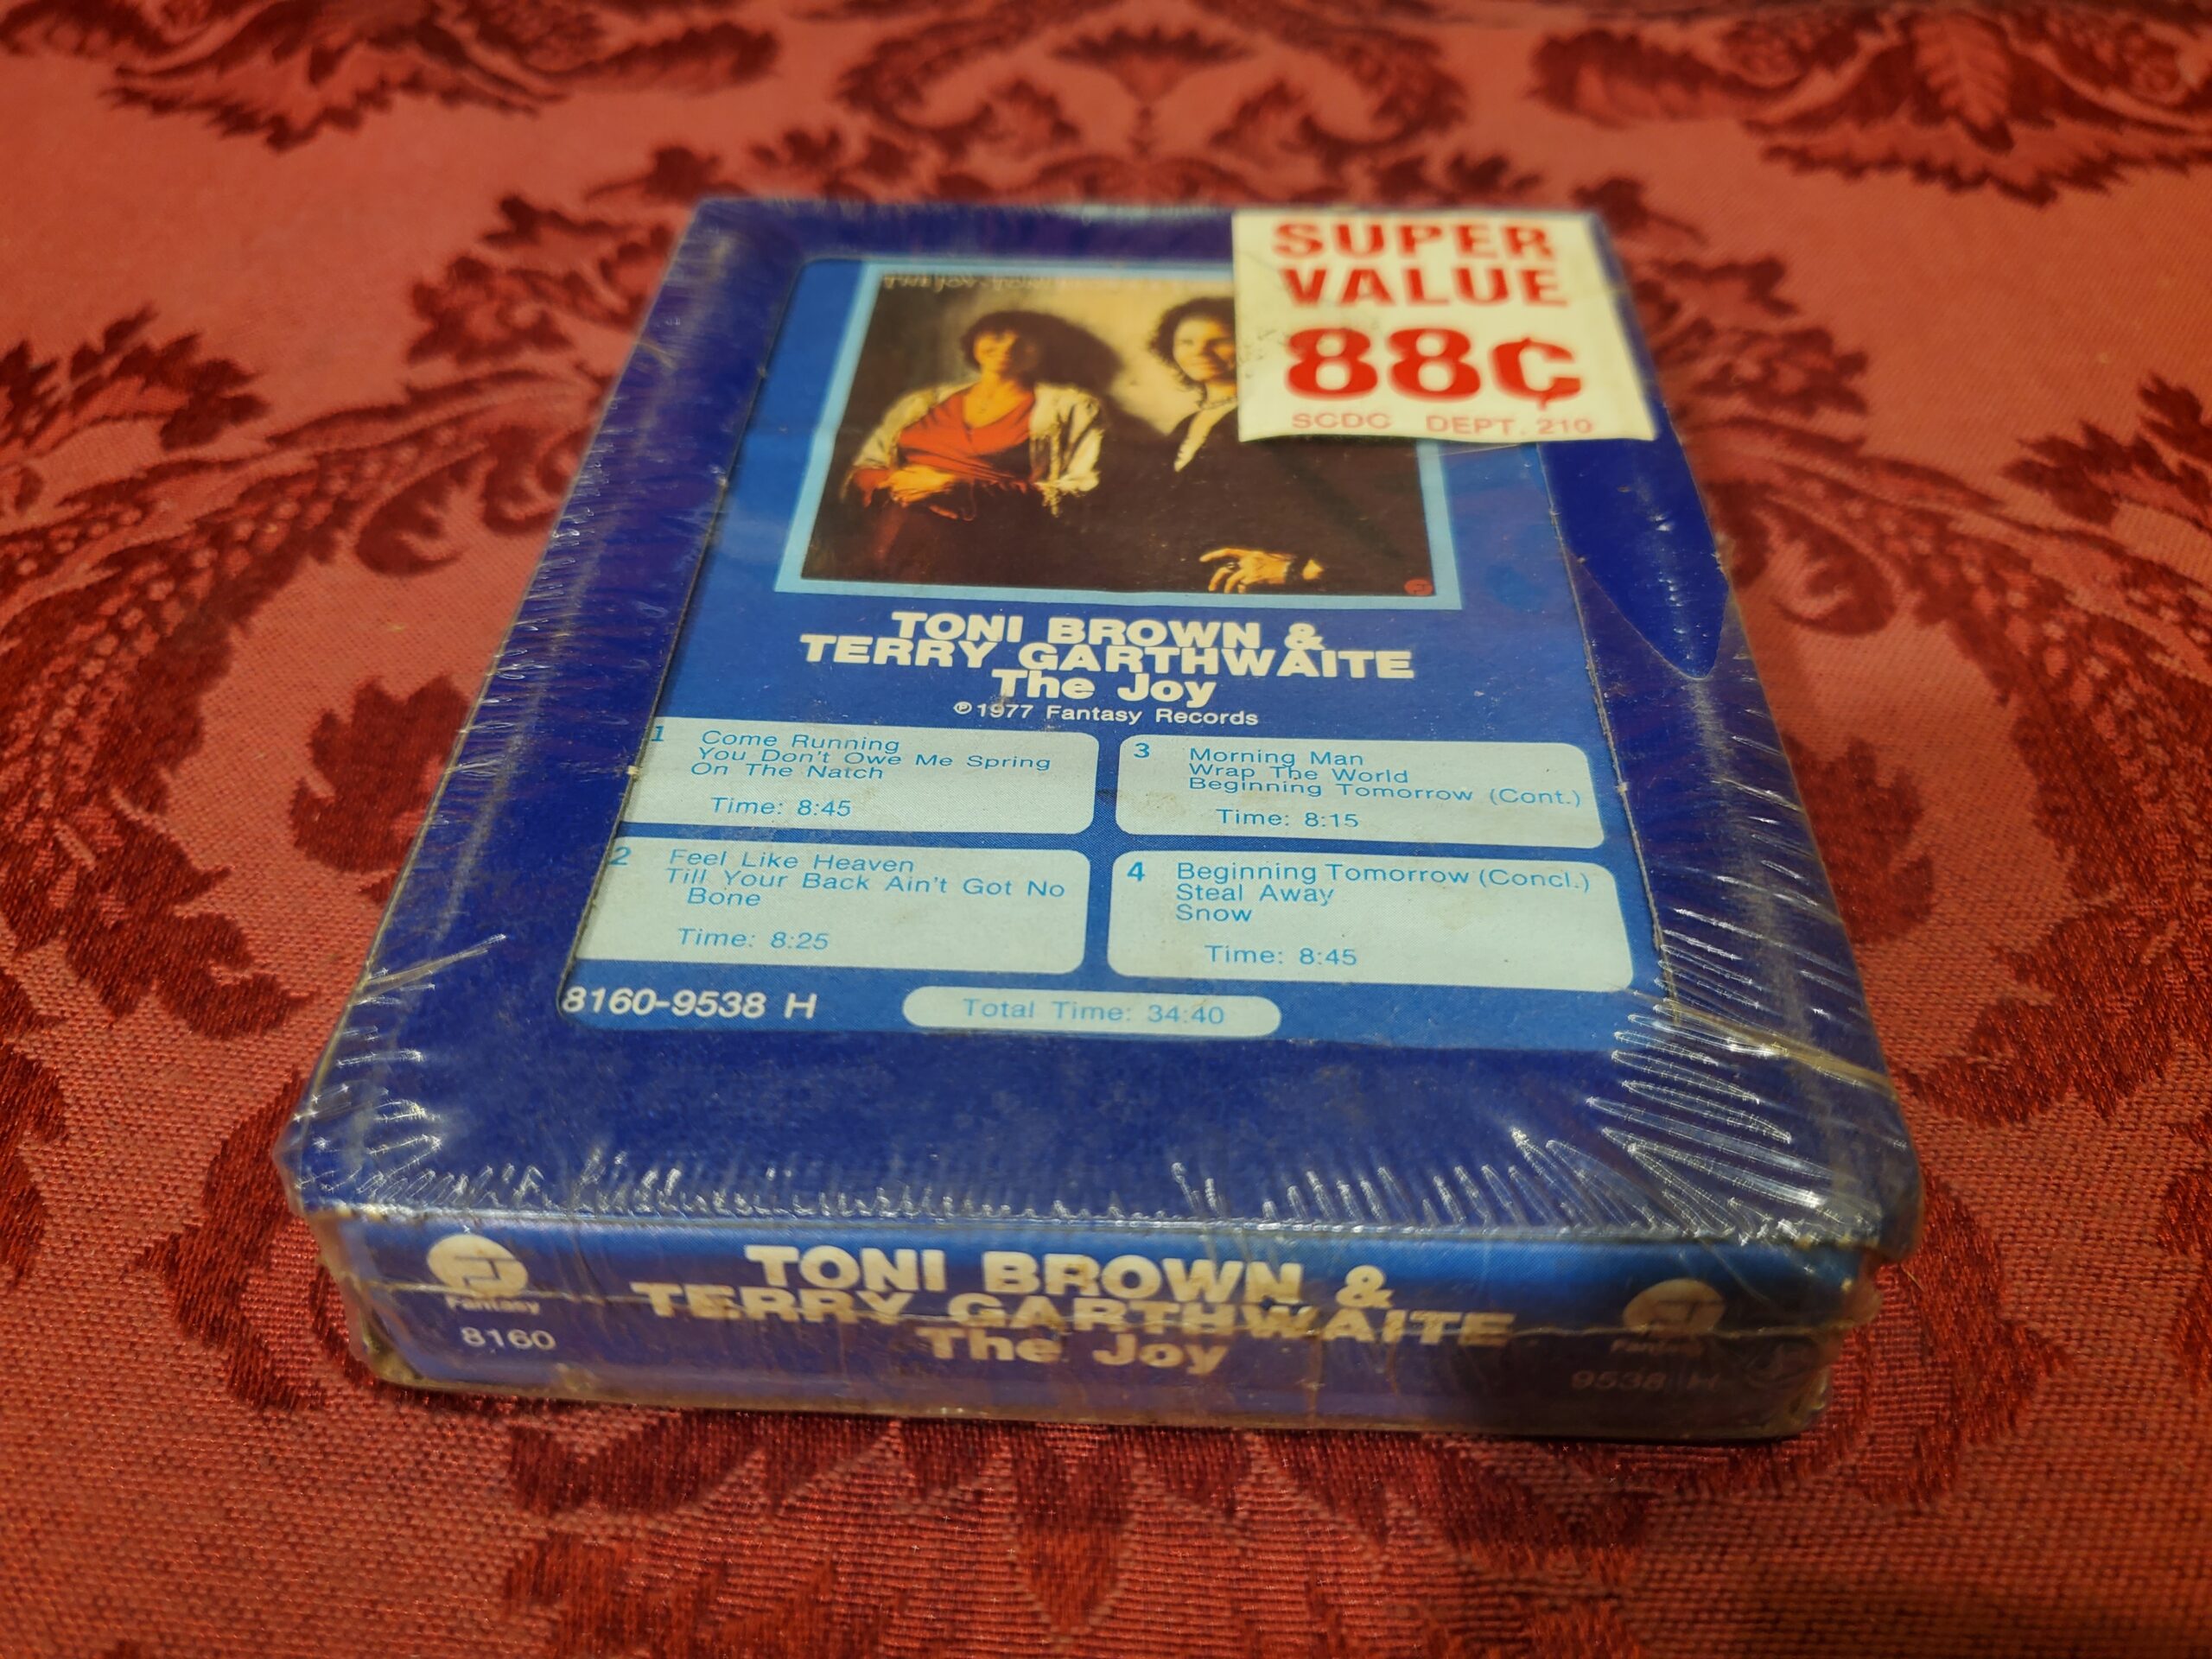 SUPER
VALUE
88¢
SCDC DEPT. 210
TONI BROWN &
TERRY GARTHWAITE
The Joy
℗1977 Fantasy Records
1 Come Running
You Don't Owe Me Spring
On The Natch
Time: 8:45
2 Feel Like Heaven
Till Your Back Ain't Got No
Bone
Time: 8:25
3 Morning Man
Wrap The World
Beginning Tomorrow (Cont.)
Time: 8:15
4 Beginning Tomorrow (Concl.)
Steal Away
Snow
Time: 8:45
8160-9538 H
Total Time: 34:40
Fantasy
8160
TONI BROWN &
TERRY GARTHWAITE
The Joy
Fantasy
9538 H